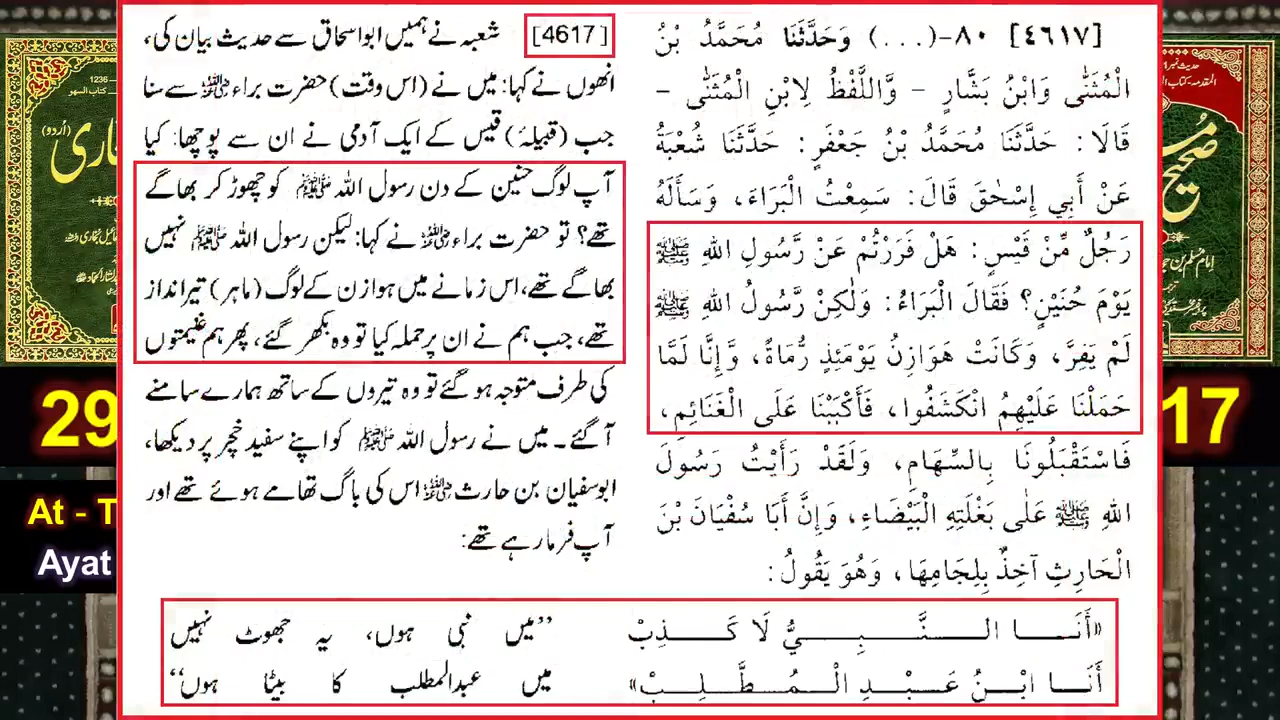 [٤٦١٧] ٨٠-(...) وَحَدَّثَنَا مُحَمَّدُ بْنُ
الْمُثَنَّى وَابْنُ بَشَّارٍ - وَّاللَّفْظُ لِابْنِ الْمُثَنَّى -
قَالَا: حَدَّثَنَا مُحَمَّدُ بْنُ جَعْفَرٍ: حَدَّثَنَا شُعْبَةُ
عَنْ أَبِي إِسْحٰقَ قَالَ: سَمِعْتُ الْبَرَاءَ، وَسَأَلَهُ
رَجُلٌ مِّنْ قَيْسٍ: هَلْ فَرَرْتُمْ عَنْ رَّسُولِ اللهِ ﷺ
يَوْمَ حُنَيْنٍ؟ فَقَالَ الْبَرَاءُ: وَلٰكِنْ رَّسُولُ اللهِ ﷺ
لَمْ يَفِرَّ، وَكَانَتْ هَوَازِنُ يَوْمَئِذٍ رُمَاةً، وَّإِنَّا لَمَّا
حَمَلْنَا عَلَيْهِمُ انْكَشَفُوا، فَأَكْبَبْنَا عَلَى الْغَنَائِمِ،
فَاسْتَقْبَلُونَا بِالسِّهَامِ، وَلَقَدْ رَأَيْتُ رَسُولَ
اللهِ ﷺ عَلٰى بَغْلَتِهِ الْبَيْضَاءِ، وَإِنَّ أَبَا سُفْيَانَ بْنَ
الْحَارِثِ آخِذٌ بِلِجَامِهَا، وَهُوَ يَقُولُ:
«أَنَا النَّبِيُّ لَا كَذِبْ
أَنَا ابْنُ عَبْدِ الْمُطَّلِبْ»
[4617] شعبہ نے ہمیں ابواسحاق سے حدیث بیان کی،
انھوں نے کہا: میں نے (اس وقت) حضرت براء رضی اللہ عنہ سے سنا
جب (قبیلۂ) قیس کے ایک آدمی نے ان سے پوچھا: کیا
آپ لوگ حنین کے دن رسول اللہ ﷺ کو چھوڑ کر بھاگے
تھے؟ تو حضرت براء رضی اللہ عنہ نے کہا: لیکن رسول اللہ ﷺ نہیں
بھاگے تھے، اس زمانے میں ہوازن کے لوگ (ماہر) تیرانداز
تھے، جب ہم نے ان پر حملہ کیا تو وہ بکھر گئے، پھر ہم غنیمتوں
کی طرف متوجہ ہو گئے تو وہ تیروں کے ساتھ ہمارے سامنے
آ گئے۔ میں نے رسول اللہ ﷺ کو اپنے سفید خچر پر دیکھا،
ابوسفیان بن حارث رضی اللہ عنہ اس کی باگ تھامے ہوئے تھے اور
آپ فرما رہے تھے:
”میں نبی ہوں، یہ جھوٹ نہیں
میں عبدالمطلب کا بیٹا ہوں“
29
17
At - T
Ayat